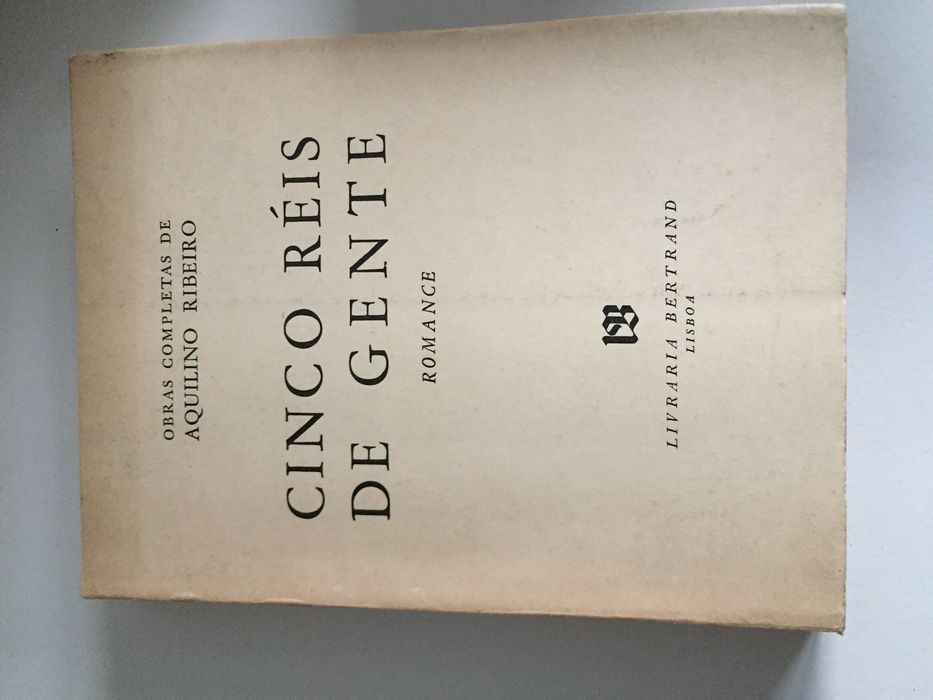 OBRAS COMPLETAS DE
AQUILINO RIBEIRO
CINCO RÉIS
DE GENTE
ROMANCE
LIVRARIA BERTRAND
LISBOA